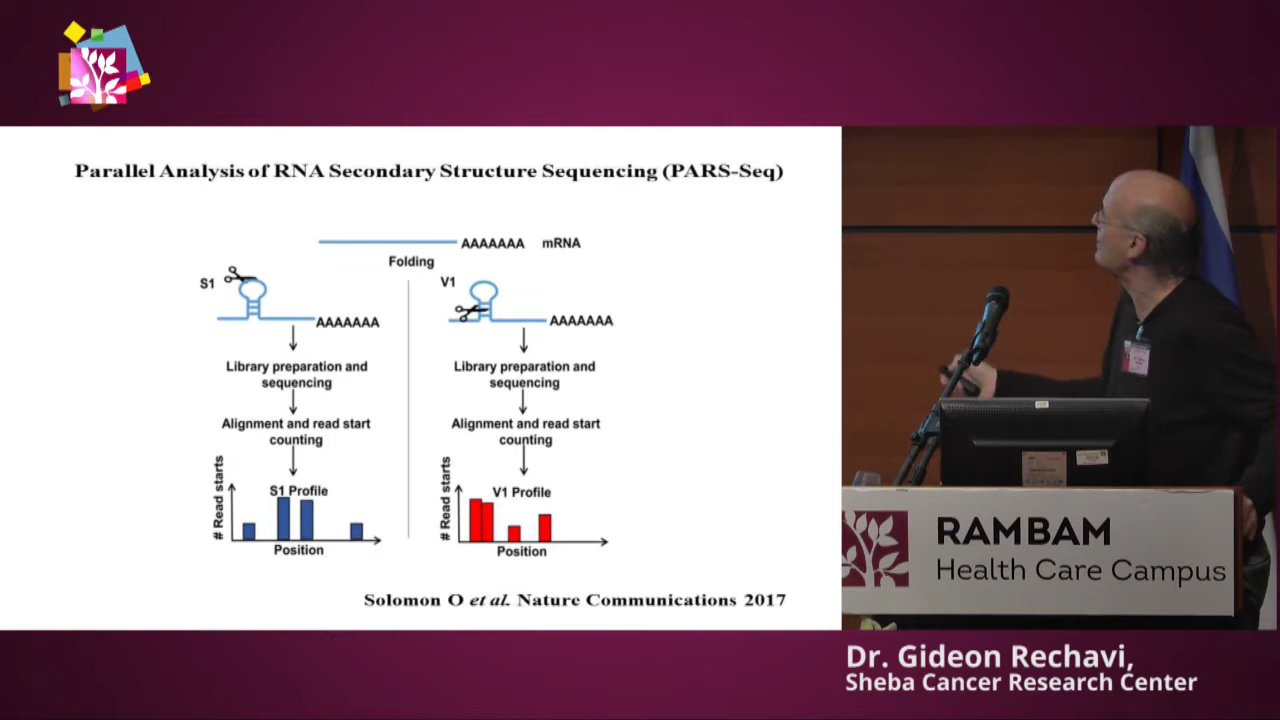 Parallel Analysis of RNA Secondary Structure Sequencing (PARS-Seq)
AAAAAAA mRNA
Folding
S1
AAAAAAA
Library preparation and
sequencing
Alignment and read start
counting
# Read starts
S1 Profile
Position
V1
AAAAAAA
Library preparation and
sequencing
Alignment and read start
counting
# Read starts
V1 Profile
Position
Solomon O et al. Nature Communications 2017
RAMBAM
Health Care Campus
Dr. Gideon Rechavi,
Sheba Cancer Research Center